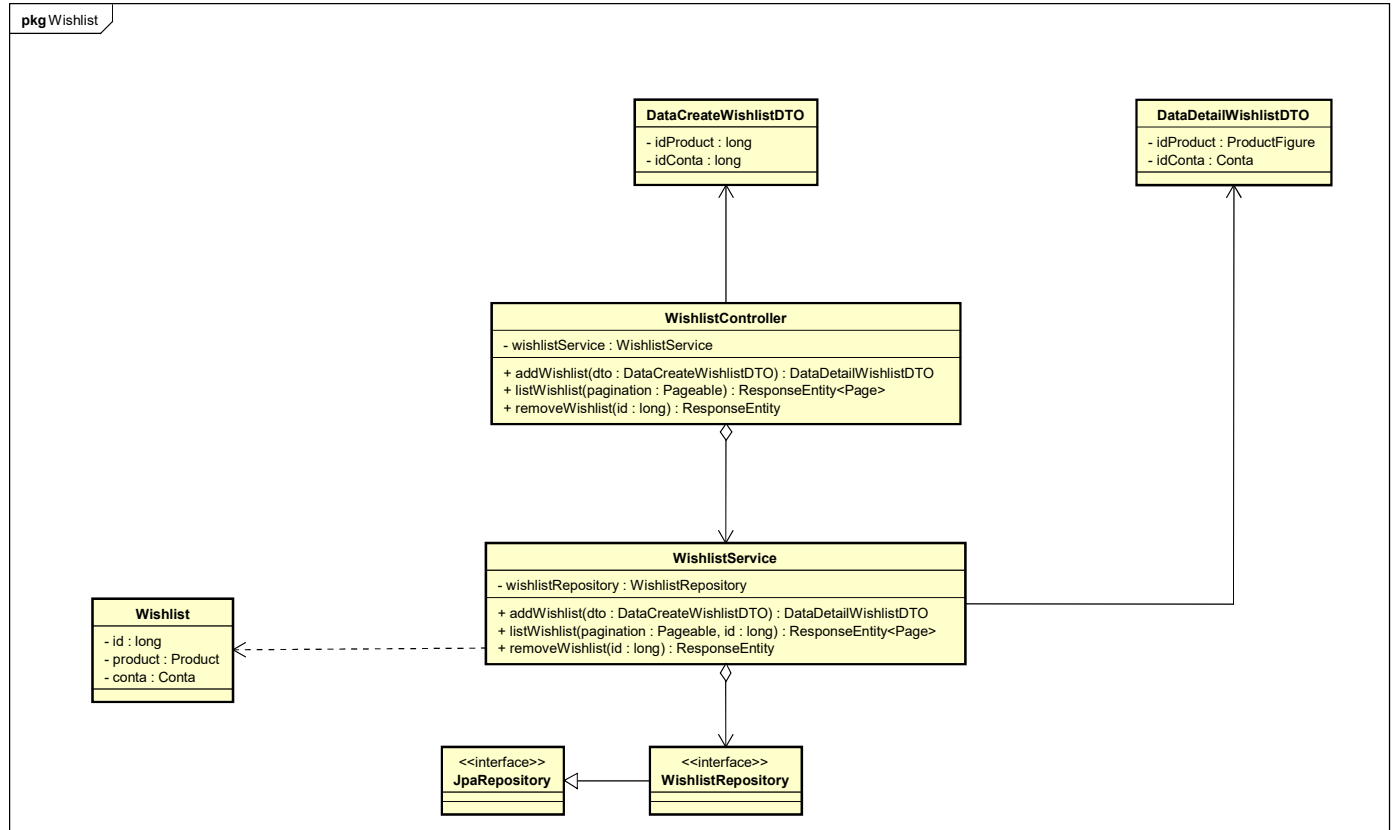 pkg Wishlist
DataCreateWishlistDTO
- idProduct : long
- idConta : long
DataDetailWishlistDTO
- idProduct : ProductFigure
- idConta : Conta
WishlistController
- wishlistService : WishlistService
+ addWishlist(dto : DataCreateWishlistDTO) : DataDetailWishlistDTO
+ listWishlist(pagination : Pageable) : ResponseEntity<Page>
+ removeWishlist(id : long) : ResponseEntity
WishlistService
- wishlistRepository : WishlistRepository
+ addWishlist(dto : DataCreateWishlistDTO) : DataDetailWishlistDTO
+ listWishlist(pagination : Pageable, id : long) : ResponseEntity<Page>
+ removeWishlist(id : long) : ResponseEntity
Wishlist
- id : long
- product : Product
- conta : Conta
<<interface>>
JpaRepository
<<interface>>
WishlistRepository